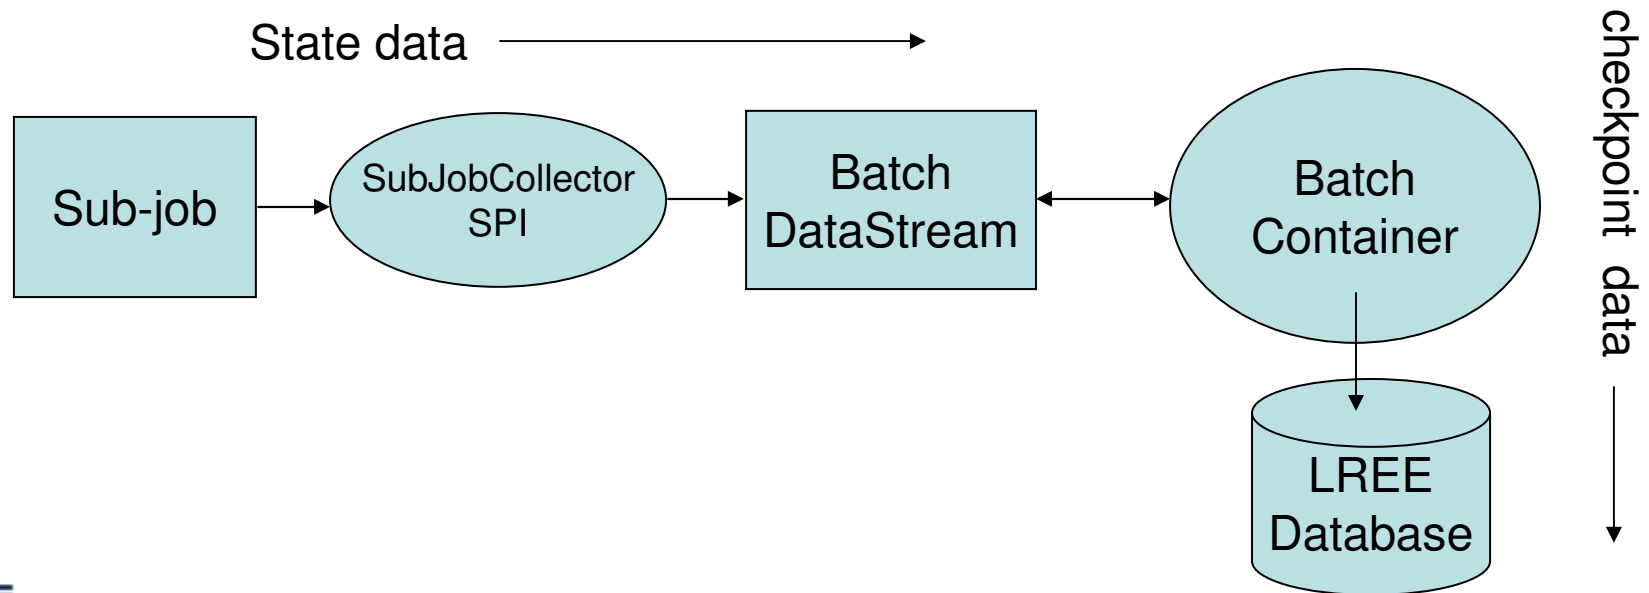 State data
checkpoint data
Sub-job
SubJobCollector
SPI
Batch
DataStream
Batch
Container
LREE
Database